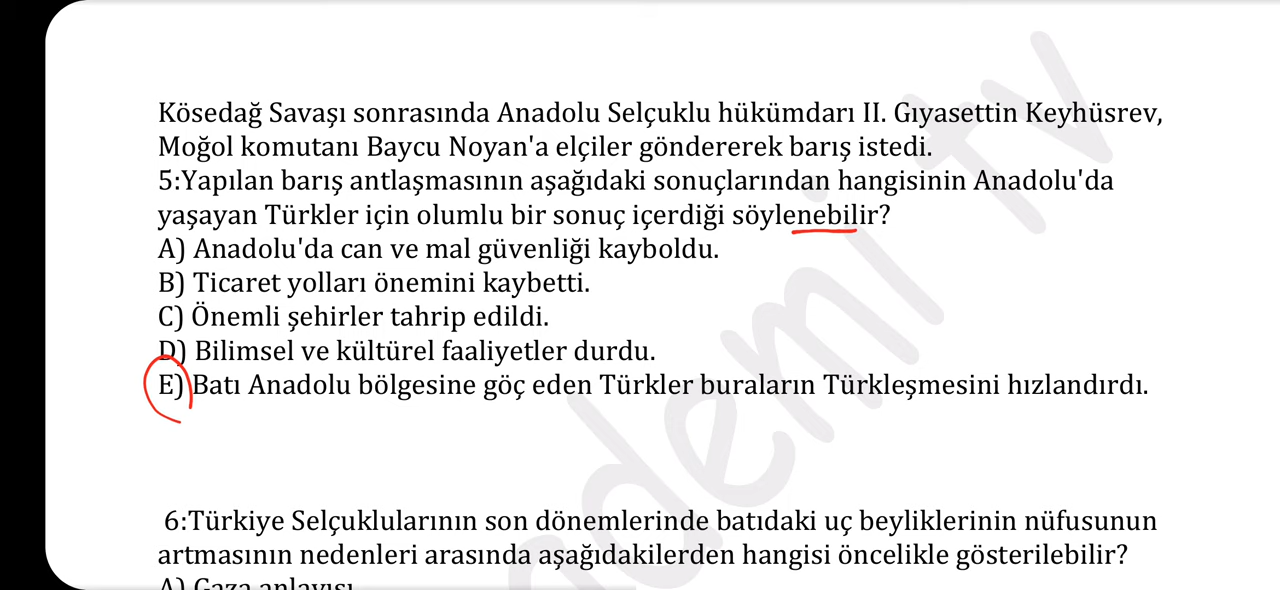 Kösedağ Savaşı sonrasında Anadolu Selçuklu hükümdarı II. Gıyasettin Keyhüsrev,
Moğol komutanı Baycu Noyan'a elçiler göndererek barış istedi.
5:Yapılan barış antlaşmasının aşağıdaki sonuçlarından hangisinin Anadolu'da
yaşayan Türkler için olumlu bir sonuç içerdiği söylenebilir?
A) Anadolu'da can ve mal güvenliği kayboldu.
B) Ticaret yolları önemini kaybetti.
C) Önemli şehirler tahrip edildi.
D) Bilimsel ve kültürel faaliyetler durdu.
E) Batı Anadolu bölgesine göç eden Türkler buraların Türkleşmesini hızlandırdı.
6:Türkiye Selçuklularının son dönemlerinde batıdaki uç beyliklerinin nüfusunun
artmasının nedenleri arasında aşağıdakilerden hangisi öncelikle gösterilebilir?
A) Gaza anlayışı
ademi tv